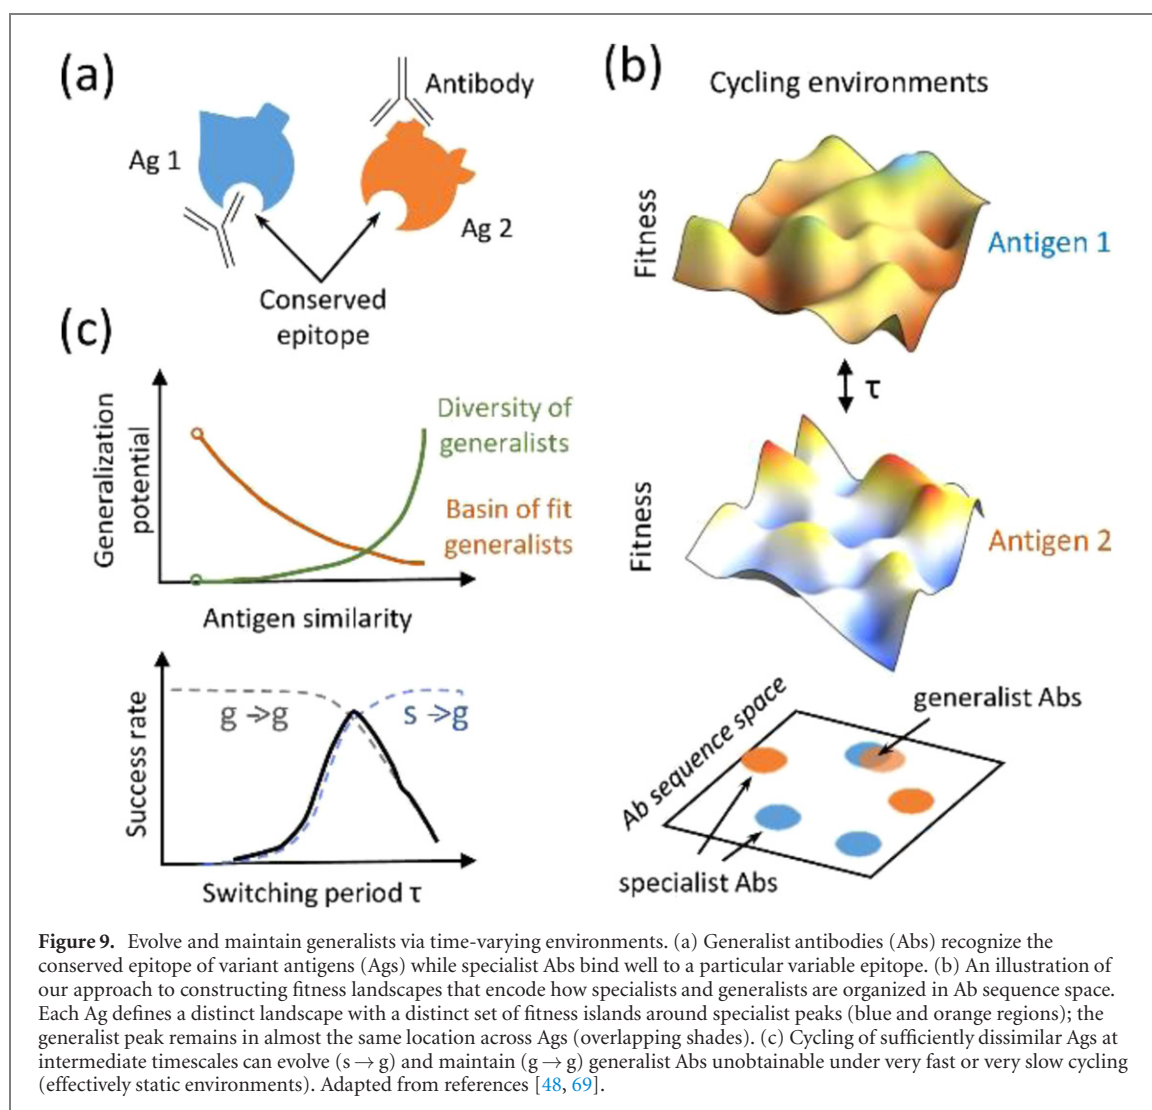 (a)
Antibody
Ag 1
Ag 2
Conserved
epitope
(b)
Cycling environments
Fitness
Antigen 1
τ
Fitness
Antigen 2
Ab sequence space
generalist Abs
specialist Abs
(c)
Generalization
potential
Diversity of
generalists
Basin of fit
generalists
Antigen similarity
Success rate
g →g
s →g
Switching period τ
Figure 9. Evolve and maintain generalists via time-varying environments. (a) Generalist antibodies (Abs) recognize the
conserved epitope of variant antigens (Ags) while specialist Abs bind well to a particular variable epitope. (b) An illustration of
our approach to constructing fitness landscapes that encode how specialists and generalists are organized in Ab sequence space.
Each Ag defines a distinct landscape with a distinct set of fitness islands around specialist peaks (blue and orange regions); the
generalist peak remains in almost the same location across Ags (overlapping shades). (c) Cycling of sufficiently dissimilar Ags at
intermediate timescales can evolve (s → g) and maintain (g → g) generalist Abs unobtainable under very fast or very slow cycling
(effectively static environments). Adapted from references [48, 69].